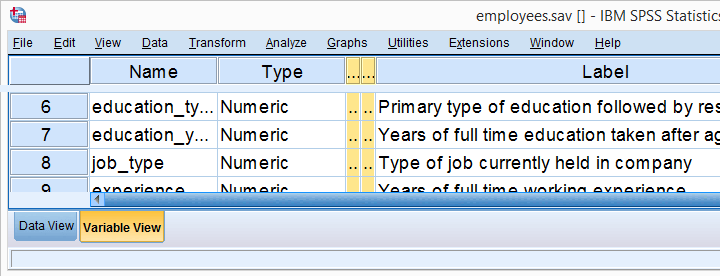 employees.sav [] - IBM SPSS Statistics
File Edit View Data Transform Analyze Graphs Utilities Extensions Window Help
Name Type ... ... Label
6 education_ty... Numeric .. .. Primary type of education followed by res
7 education_y... Numeric .. .. Years of full time education taken after ag
8 job_type Numeric .. .. Type of job currently held in company
9 experience Numeric .. .. Years of full time working experience
Data View Variable View